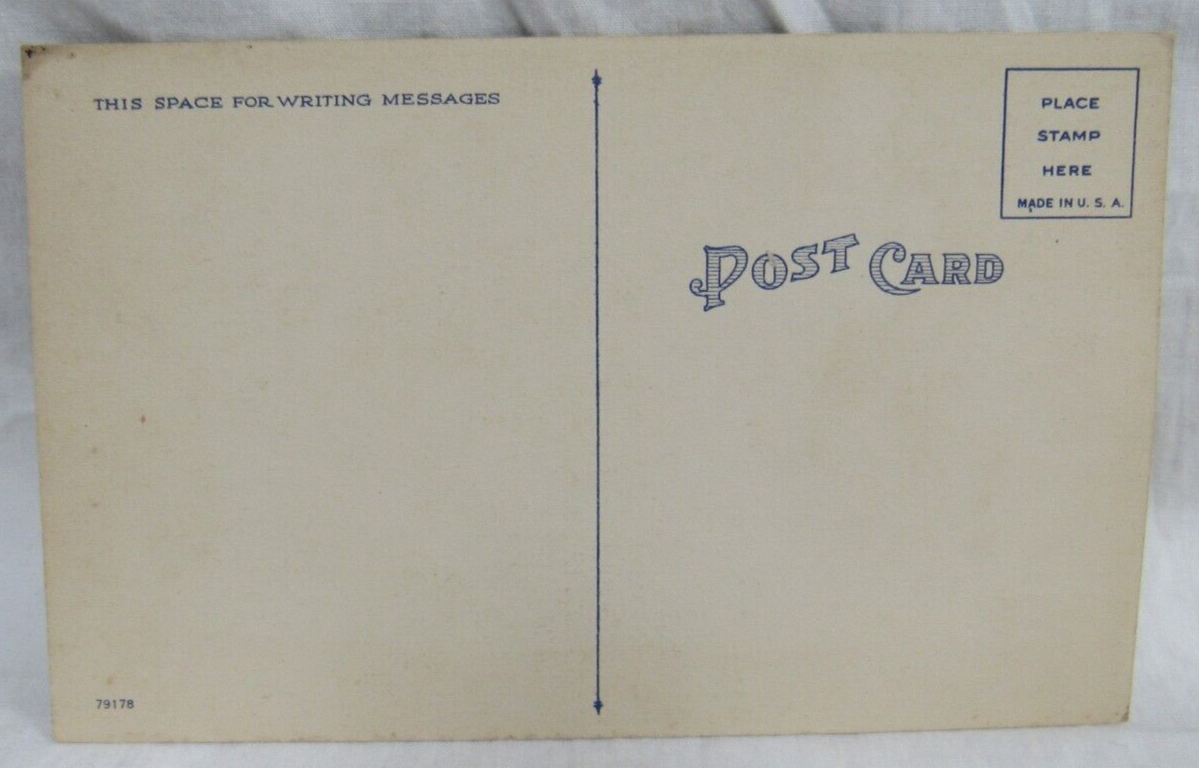 THIS SPACE FOR WRITING MESSAGES
PLACE
STAMP
HERE
MADE IN U. S. A.
POST CARD
79178